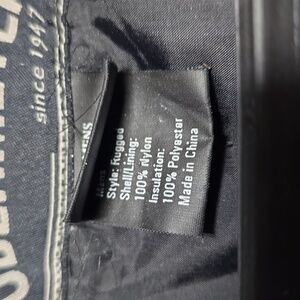 since 1947
Style: Rugged
Shell/Lining:
100% Nylon
Insulation:
100% Polyester
Made in China